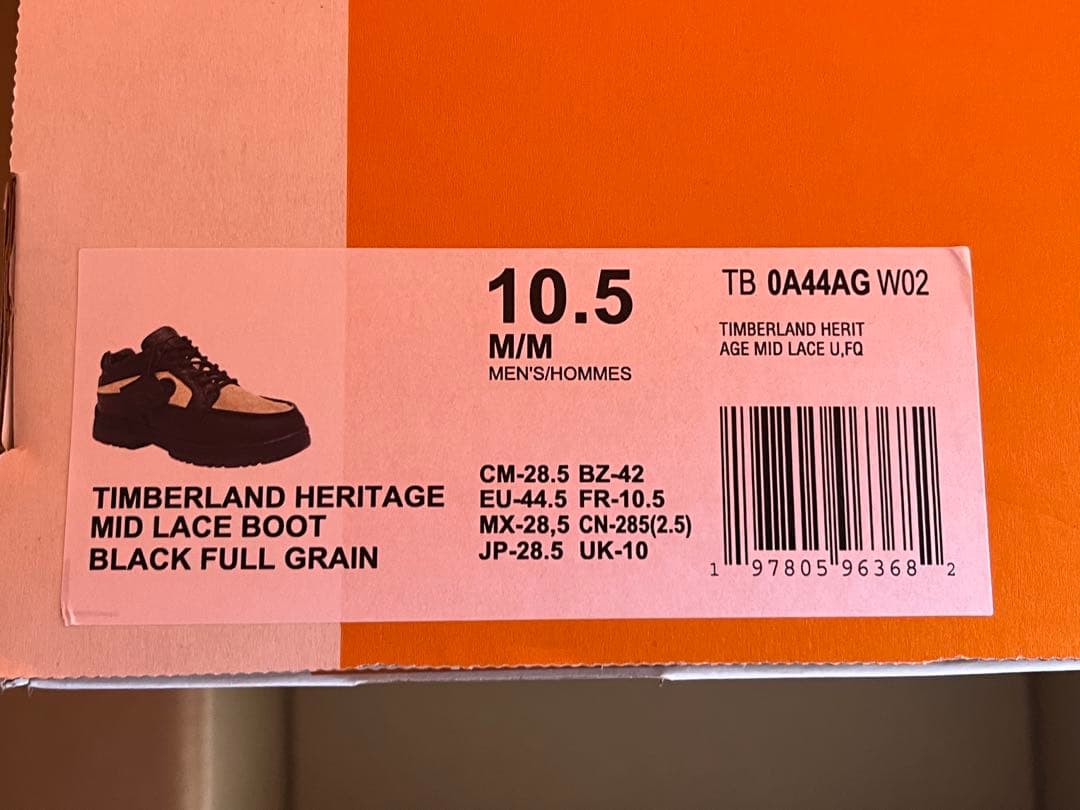 10.5
M/M
MEN'S/HOMMES
TB 0A44AG W02
TIMBERLAND HERIT
AGE MID LACE U,FQ
TIMBERLAND HERITAGE
MID LACE BOOT
BLACK FULL GRAIN
CM-28.5 BZ-42
EU-44.5 FR-10.5
MX-28,5 CN-285(2.5)
JP-28.5 UK-10
1 97805 96368 2